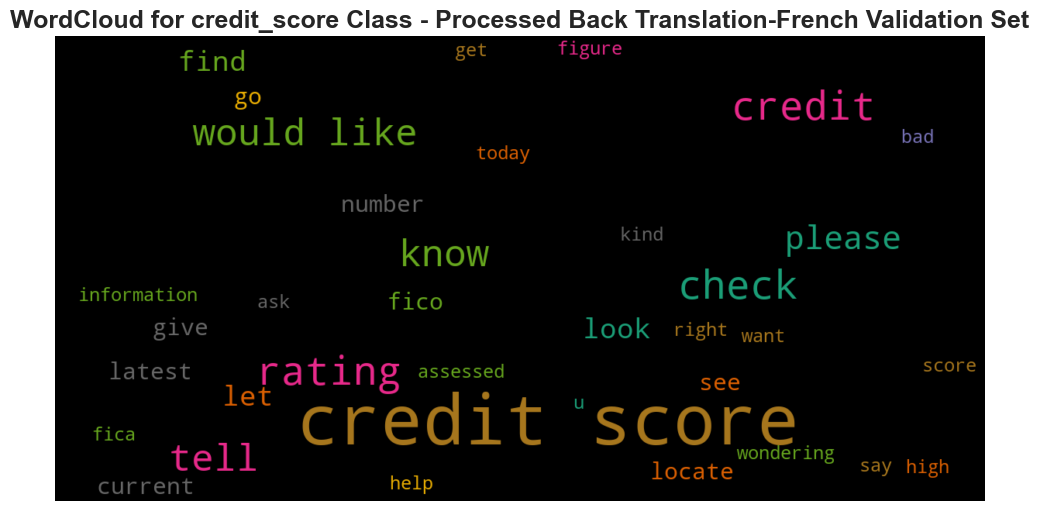 WordCloud for credit_score Class - Processed Back Translation-French Validation Set
get
figure
find
go
credit
would like
bad
today
number
kind
please
know
check
information
ask
fico
give
look
right
want
latest
rating
assessed
score
let
see
u
credit score
fica
tell
wondering
locate
say
high
current
help